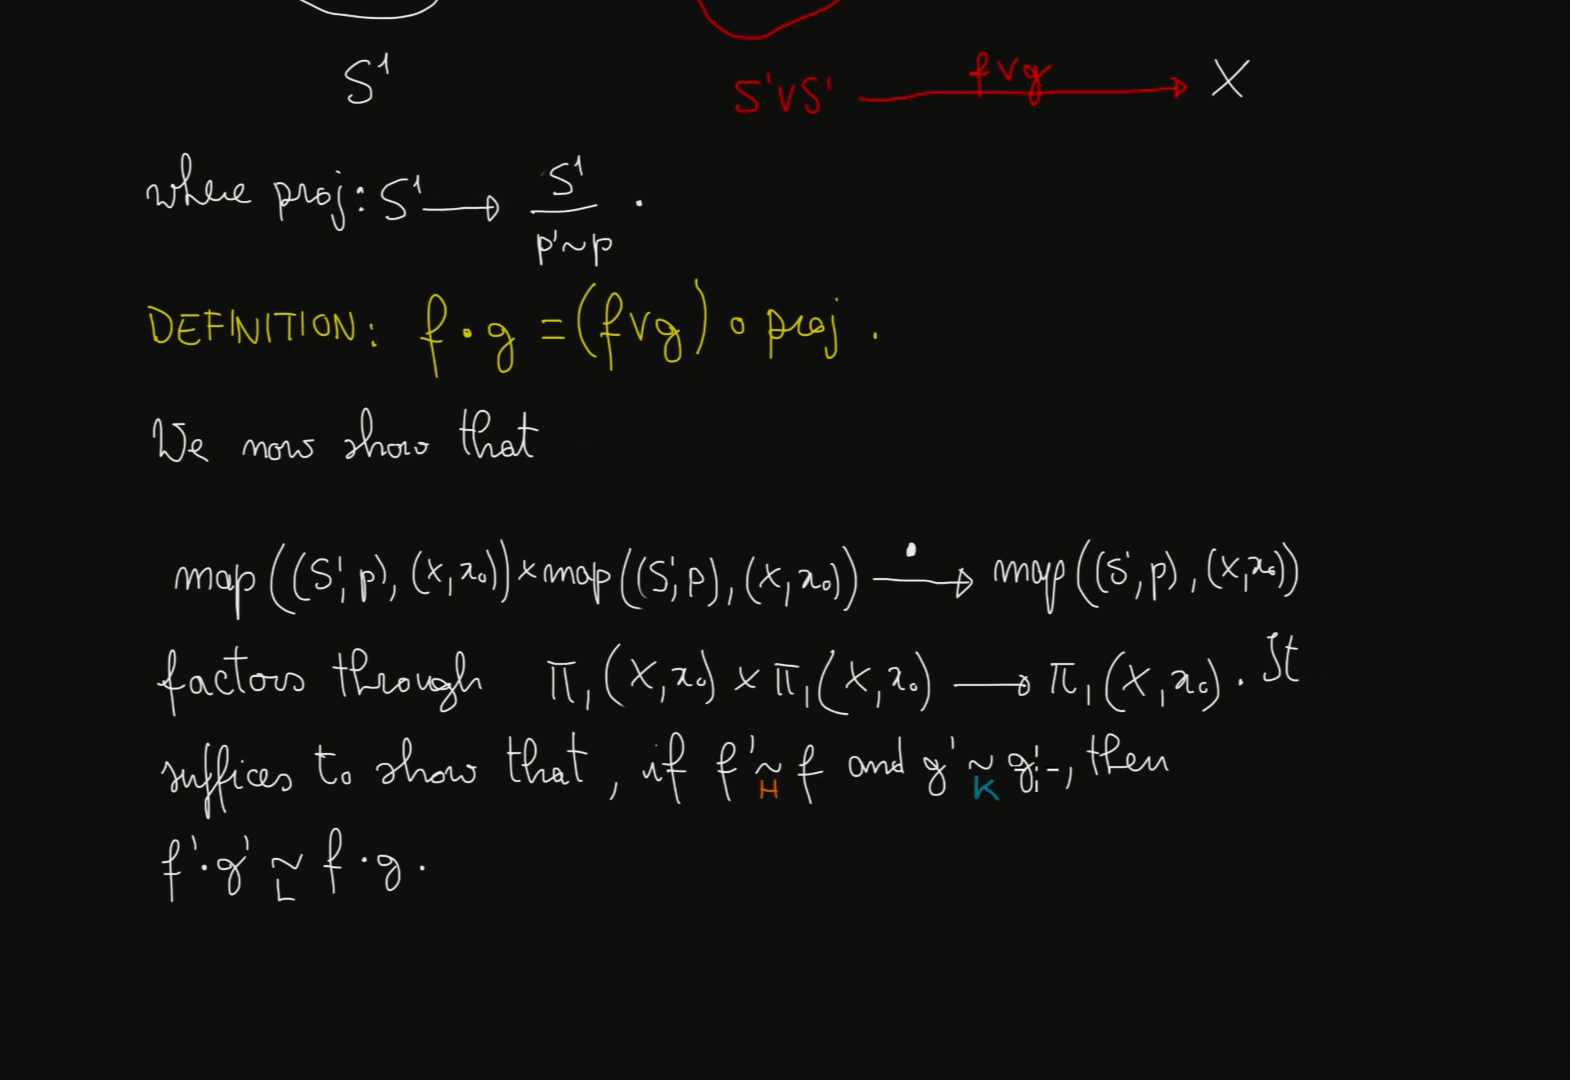 S¹
S¹∨S¹ f∨g X
where proj: S¹ → S¹/p'~p .
DEFINITION: f·g = (f∨g) ∘ proj .
We now show that
map((S¹,p), (X,x₀)) × map((S¹,p), (X,x₀)) —•→ map((S¹,p), (X,x₀))
factors through π₁(X,x₀) × π₁(X,x₀) → π₁(X,x₀). It
suffices to show that, if f' ~_H f and g' ~_K g, then
f'·g' ~_L f·g.